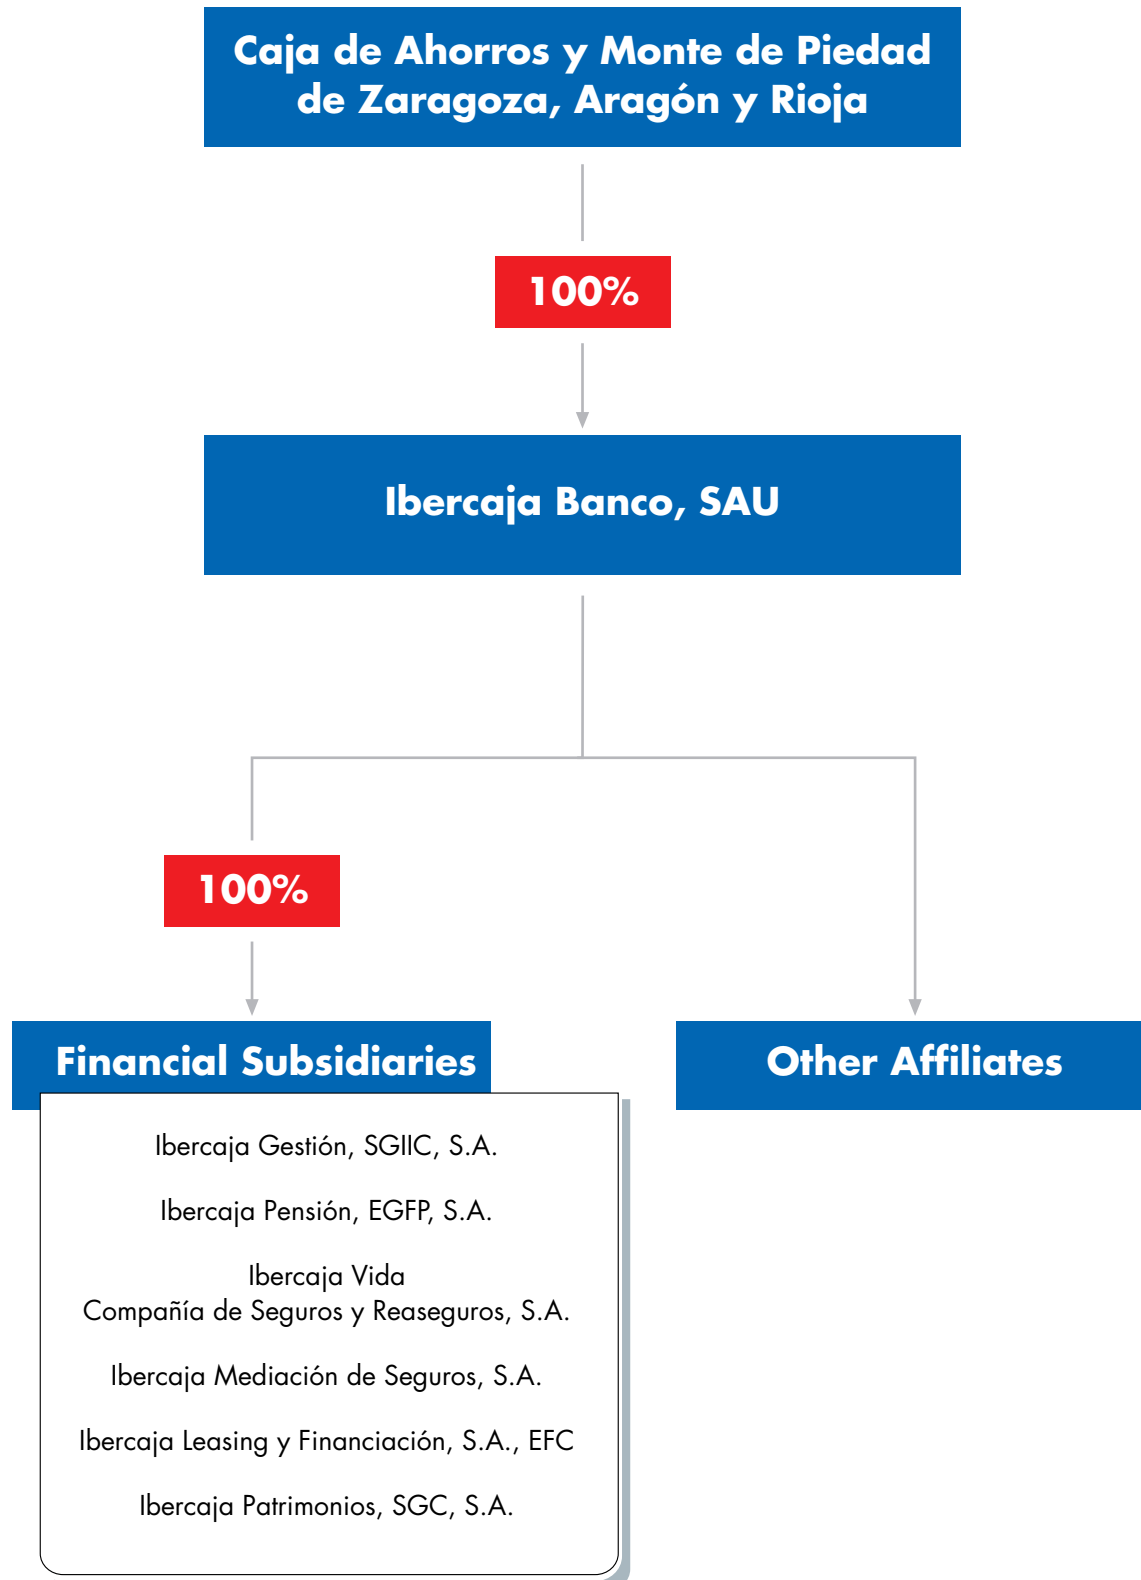 Caja de Ahorros y Monte de Piedad
de Zaragoza, Aragón y Rioja
100%
Ibercaja Banco, SAU
100%
Financial Subsidiaries
Other Affiliates
Ibercaja Gestión, SGIIC, S.A.
Ibercaja Pensión, EGFP, S.A.
Ibercaja Vida
Compañía de Seguros y Reaseguros, S.A.
Ibercaja Mediación de Seguros, S.A.
Ibercaja Leasing y Financiación, S.A., EFC
Ibercaja Patrimonios, SGC, S.A.